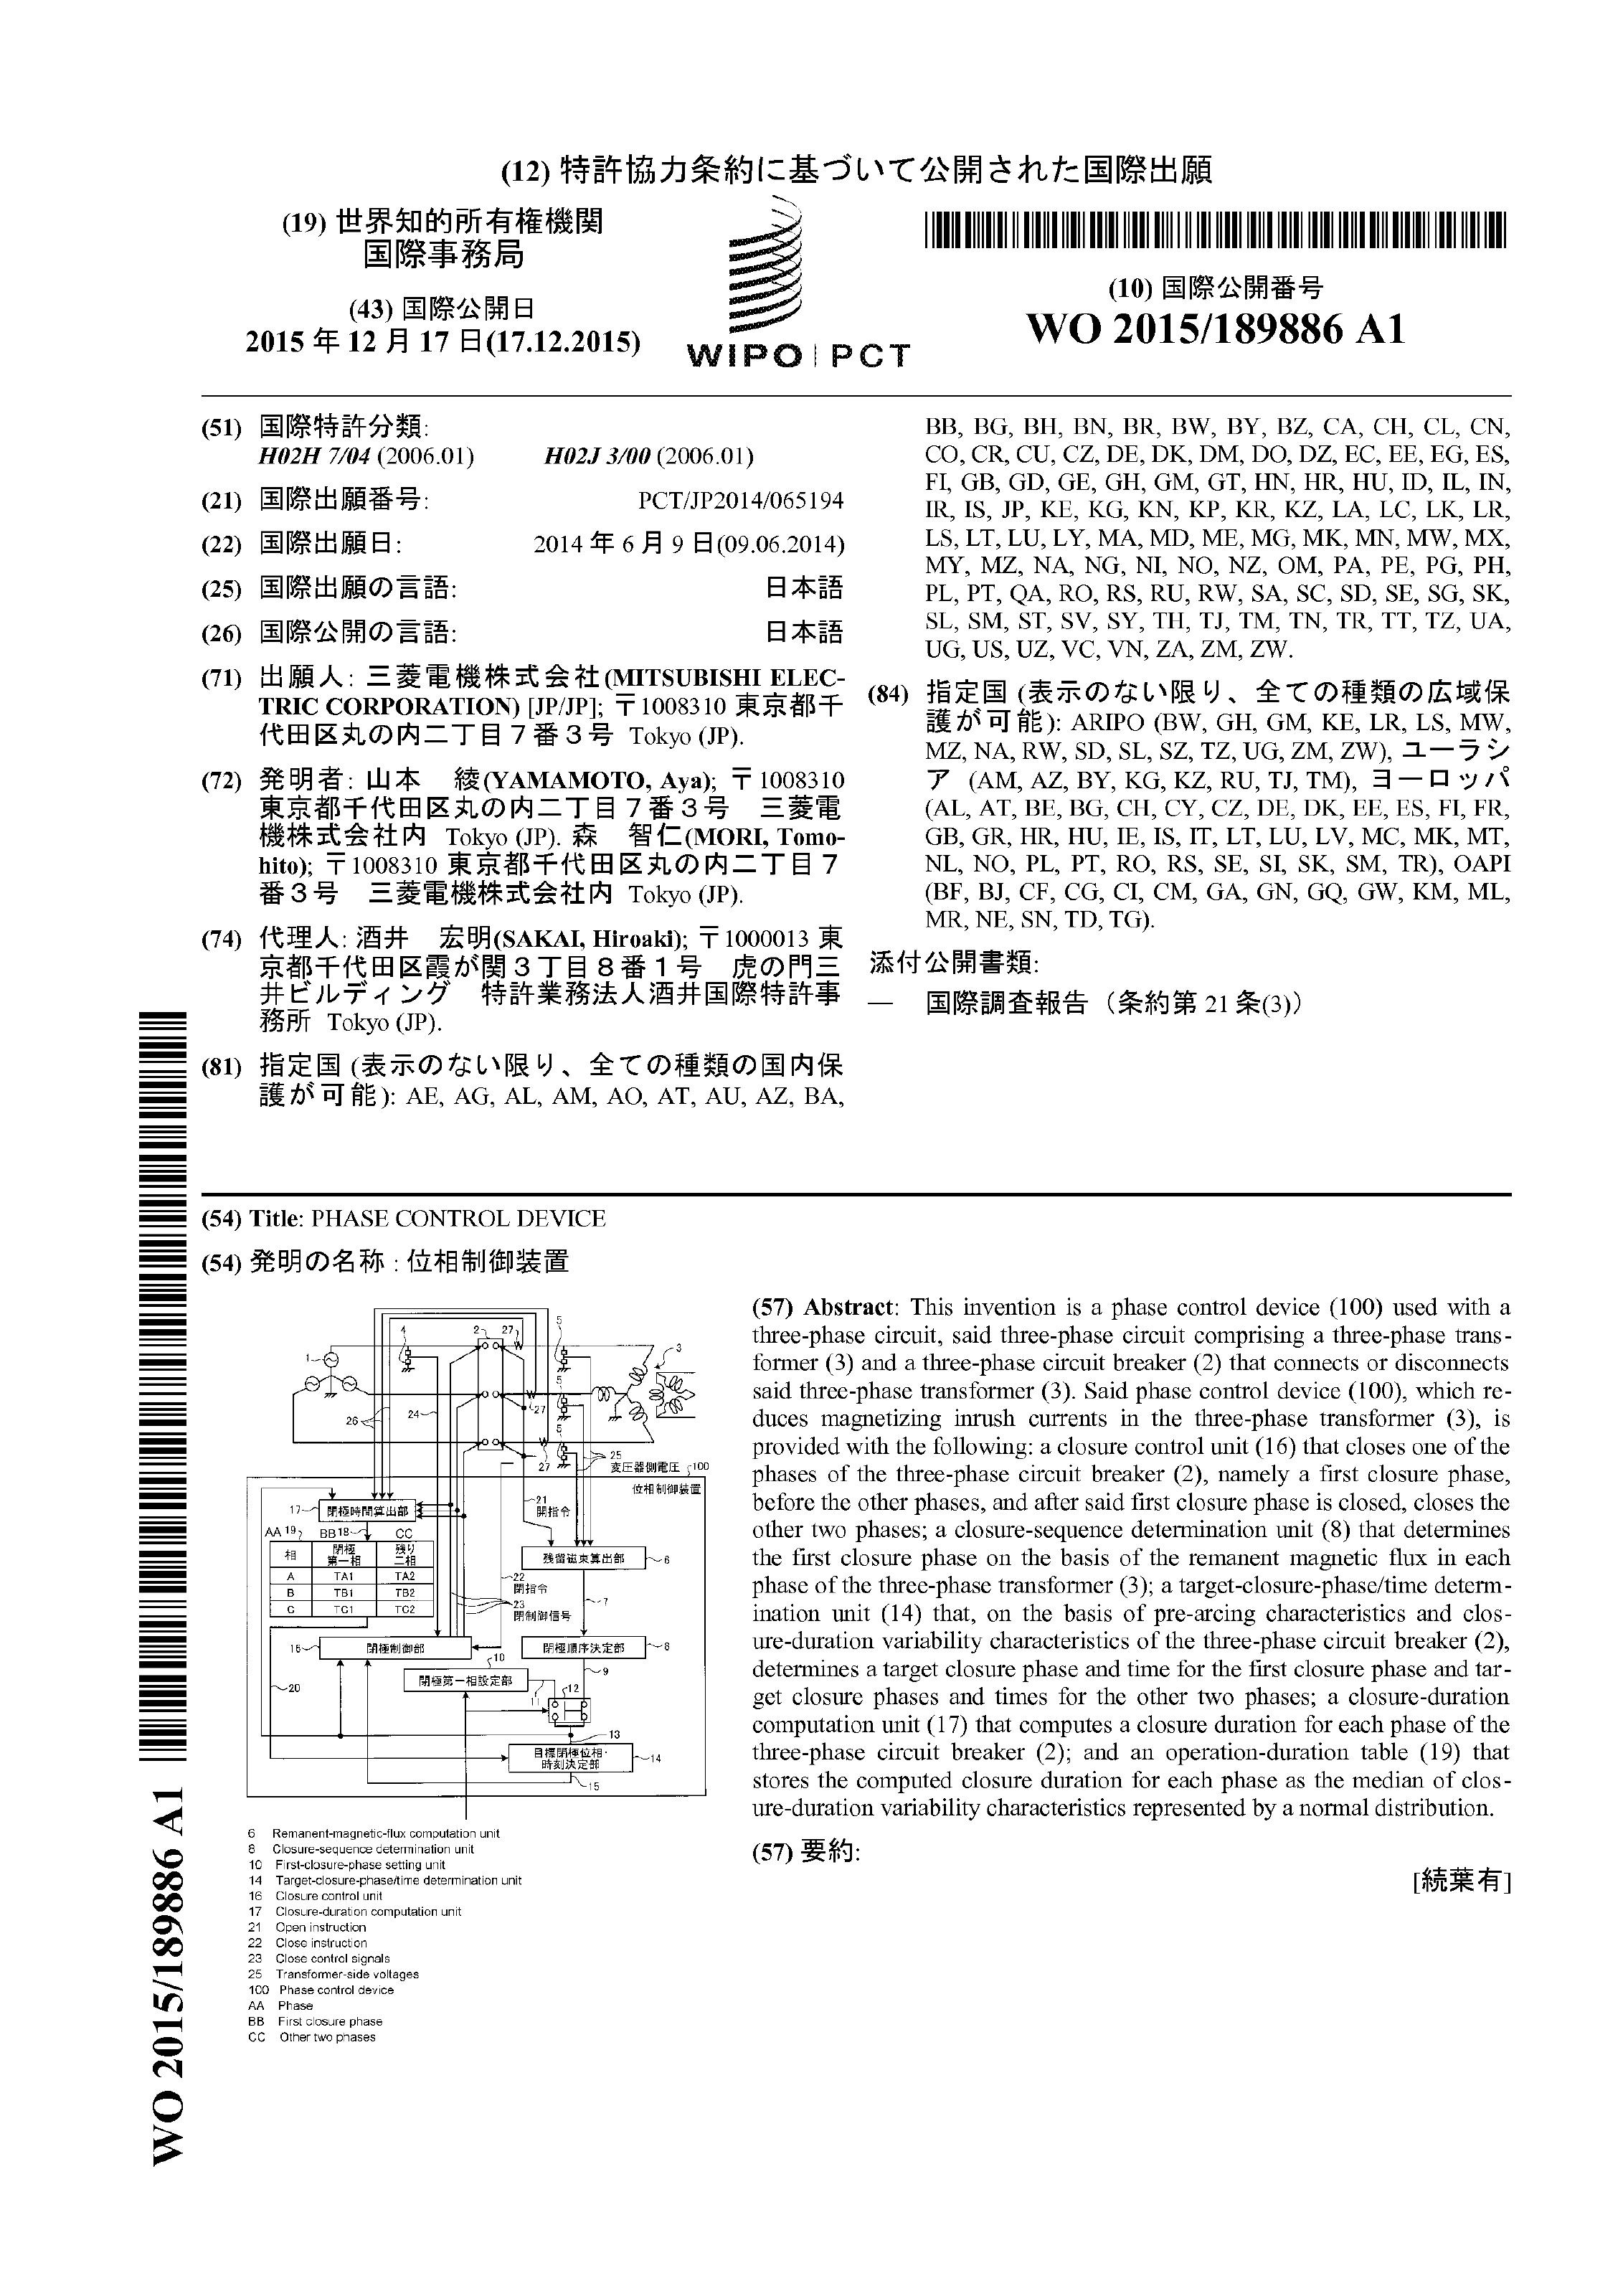 (12) 特許協力条約に基づいて公開された国際出願
(19) 世界知的所有権機関
国際事務局
(43) 国際公開日
2015 年 12 月 17 日(17.12.2015)
WIPO | PCT
(10) 国際公開番号
WO 2015/189886 A1
(51) 国際特許分類:
H02H 7/04 (2006.01) H02J 3/00 (2006.01)
(21) 国際出願番号: PCT/JP2014/065194
(22) 国際出願日: 2014 年 6 月 9 日(09.06.2014)
(25) 国際出願の言語: 日本語
(26) 国際公開の言語: 日本語
(71) 出願人: 三菱電機株式会社(MITSUBISHI ELEC-
TRIC CORPORATION) [JP/JP]; 〒1008310 東京都千
代田区丸の内二丁目7番3号 Tokyo (JP).
(72) 発明者: 山本 綾(YAMAMOTO, Aya); 〒1008310
東京都千代田区丸の内二丁目7番3号 三菱電
機株式会社内 Tokyo (JP). 森 智仁(MORI, Tomo-
hito); 〒1008310 東京都千代田区丸の内二丁目7
番3号 三菱電機株式会社内 Tokyo (JP).
(74) 代理人: 酒井 宏明(SAKAI, Hiroaki); 〒1000013 東
京都千代田区霞が関3丁目8番1号 虎の門三
井ビルディング 特許業務法人酒井国際特許事
務所 Tokyo (JP).
(81) 指定国 (表示のない限り、全ての種類の国内保
護が可能): AE, AG, AL, AM, AO, AT, AU, AZ, BA,
BB, BG, BH, BN, BR, BW, BY, BZ, CA, CH, CL, CN,
CO, CR, CU, CZ, DE, DK, DM, DO, DZ, EC, EE, EG, ES,
FI, GB, GD, GE, GH, GM, GT, HN, HR, HU, ID, IL, IN,
IR, IS, JP, KE, KG, KN, KP, KR, KZ, LA, LC, LK, LR,
LS, LT, LU, LY, MA, MD, ME, MG, MK, MN, MW, MX,
MY, MZ, NA, NG, NI, NO, NZ, OM, PA, PE, PG, PH,
PL, PT, QA, RO, RS, RU, RW, SA, SC, SD, SE, SG, SK,
SL, SM, ST, SV, SY, TH, TJ, TM, TN, TR, TT, TZ, UA,
UG, US, UZ, VC, VN, ZA, ZM, ZW.
(84) 指定国 (表示のない限り、全ての種類の広域保
護が可能): ARIPO (BW, GH, GM, KE, LR, LS, MW,
MZ, NA, RW, SD, SL, SZ, TZ, UG, ZM, ZW), ユーラシ
ア (AM, AZ, BY, KG, KZ, RU, TJ, TM), ヨーロッパ
(AL, AT, BE, BG, CH, CY, CZ, DE, DK, EE, ES, FI, FR,
GB, GR, HR, HU, IE, IS, IT, LT, LU, LV, MC, MK, MT,
NL, NO, PL, PT, RO, RS, SE, SI, SK, SM, TR), OAPI
(BF, BJ, CF, CG, CI, CM, GA, GN, GQ, GW, KM, ML,
MR, NE, SN, TD, TG).
添付公開書類:
— 国際調査報告（条約第 21 条(3)）
(54) Title: PHASE CONTROL DEVICE
(54) 発明の名称 : 位相制御装置
1
4
2
27
5
3
5
27
5
26
24
27
25
変圧器側電圧
100
位相制御装置
17
閉極時間算出部
21
開指令
AA 19 BB 18 CC
相 閉極第一相 残り二相
A TA1 TA2
B TB1 TB2
C TC1 TC2
残留磁束算出部
6
22
閉指令
23
閉制御信号
7
16
閉極制御部
閉極順序決定部
8
10
閉極第一相設定部
9
11
12
20
13
目標閉極位相・
時刻決定部
14
15
6 Remanent-magnetic-flux computation unit
8 Closure-sequence determination unit
10 First-closure-phase setting unit
14 Target-closure-phase/time determination unit
16 Closure control unit
17 Closure-duration computation unit
21 Open instruction
22 Close instruction
23 Close control signals
25 Transformer-side voltages
100 Phase control device
AA Phase
BB First closure phase
CC Other two phases
(57) Abstract: This invention is a phase control device (100) used with a
three-phase circuit, said three-phase circuit comprising a three-phase trans-
former (3) and a three-phase circuit breaker (2) that connects or disconnects
said three-phase transformer (3). Said phase control device (100), which re-
duces magnetizing inrush currents in the three-phase transformer (3), is
provided with the following: a closure control unit (16) that closes one of the
phases of the three-phase circuit breaker (2), namely a first closure phase,
before the other phases, and after said first closure phase is closed, closes the
other two phases; a closure-sequence determination unit (8) that determines
the first closure phase on the basis of the remanent magnetic flux in each
phase of the three-phase transformer (3); a target-closure-phase/time determ-
ination unit (14) that, on the basis of pre-arcing characteristics and clos-
ure-duration variability characteristics of the three-phase circuit breaker (2),
determines a target closure phase and time for the first closure phase and tar-
get closure phases and times for the other two phases; a closure-duration
computation unit (17) that computes a closure duration for each phase of the
three-phase circuit breaker (2); and an operation-duration table (19) that
stores the computed closure duration for each phase as the median of clos-
ure-duration variability characteristics represented by a normal distribution.
(57) 要約:
[続葉有]
WO 2015/189886 A1